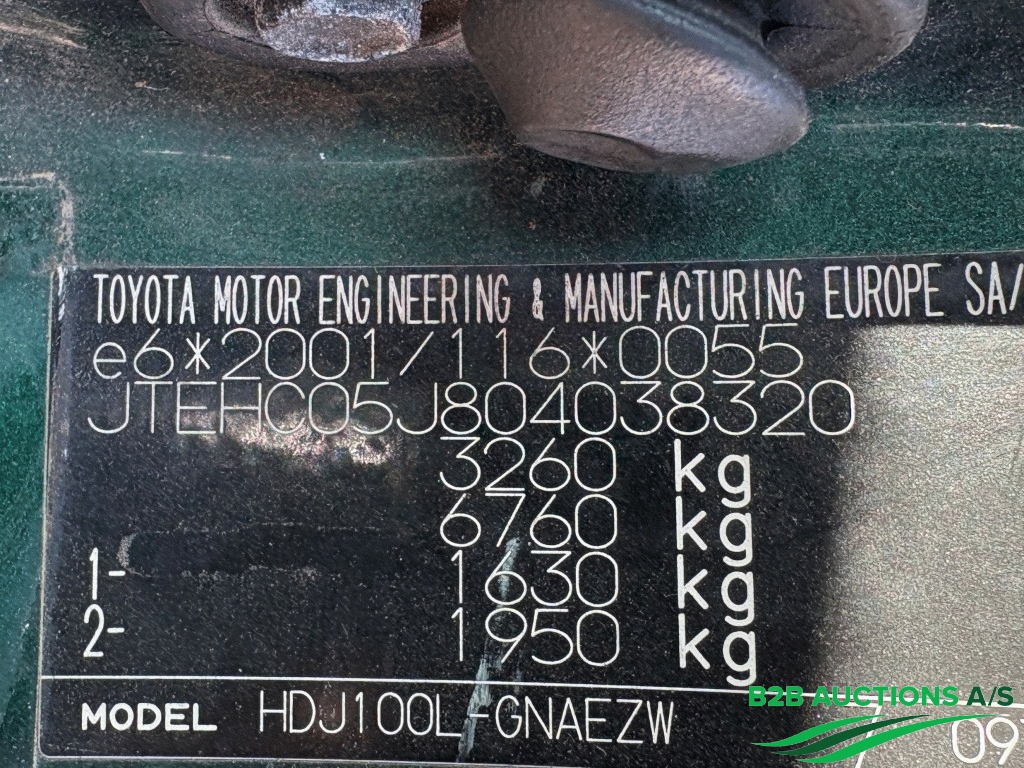 TOYOTA MOTOR ENGINEERING & MANUFACTURING EUROPE SA/
e6*2001/116*0055
JTEHC05J804038320
3260 kg
6760 kg
1- 1630 kg
2- 1950 kg
MODEL HDJ100L-GNAEZW
/ 09
B2B AUCTIONS A/S